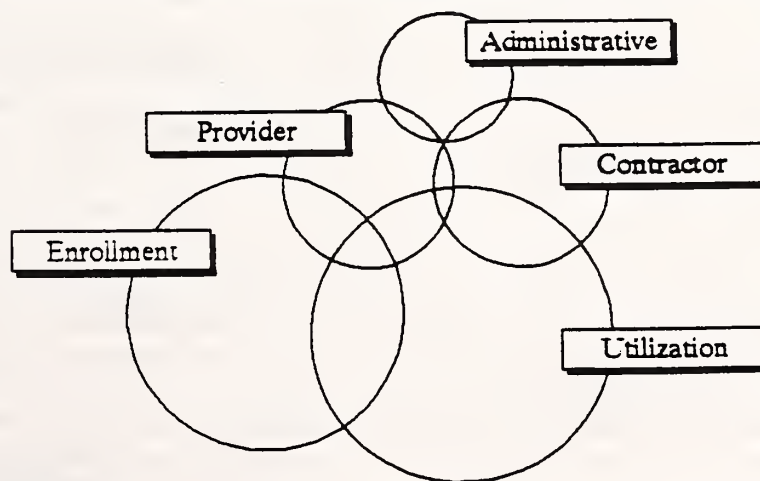 Administrative
Provider
Contractor
Enrollment
Utilization